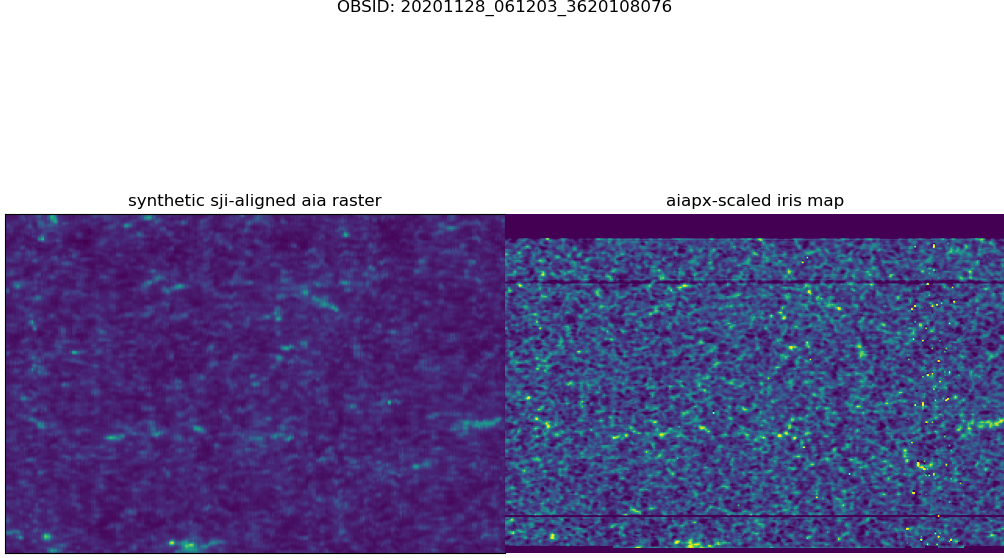 OBSID: 20201128_061203_3620108076
synthetic sji-aligned aia raster
aiapx-scaled iris map